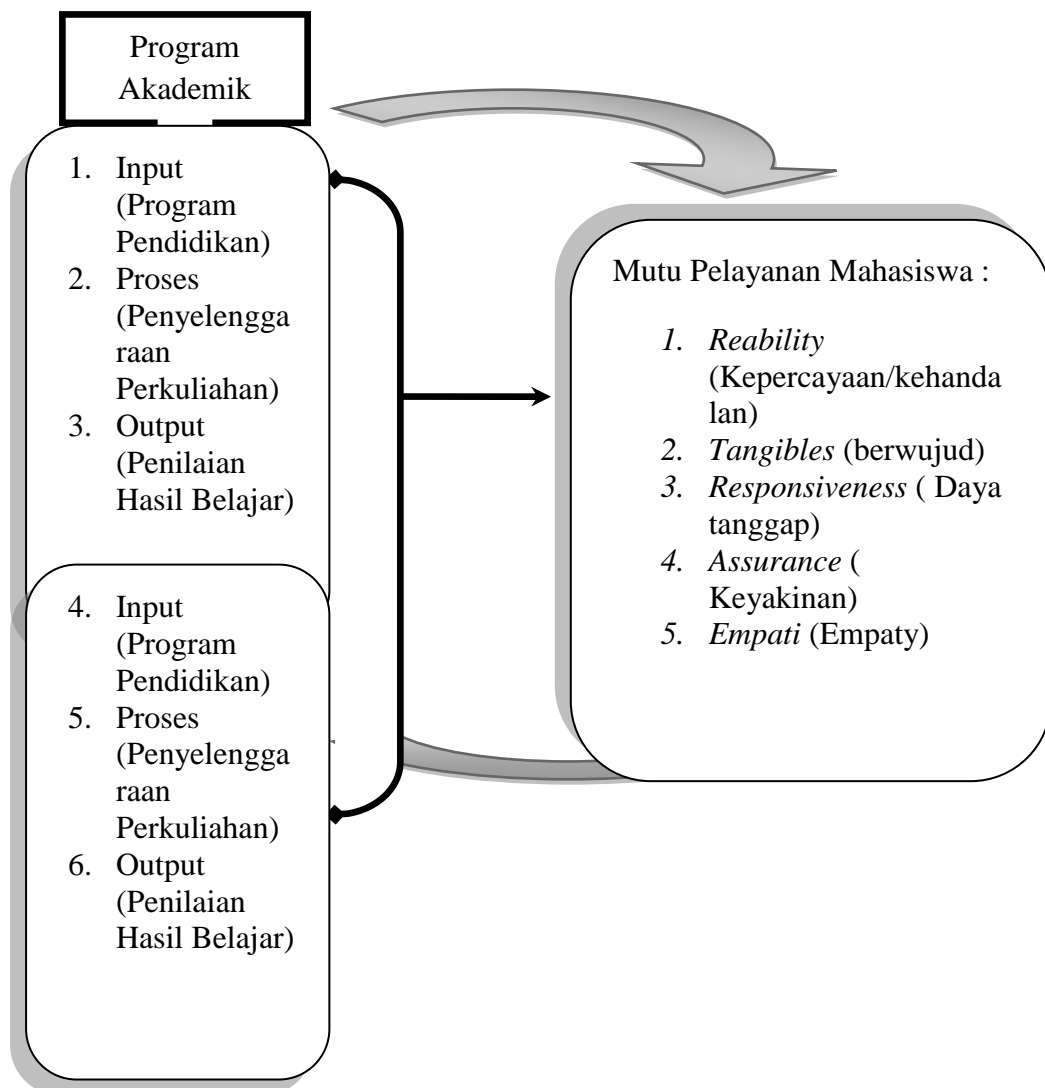 Program
Akademik
1. Input
(Program
Pendidikan)
2. Proses
(Penyelengga
raan
Perkuliahan)
3. Output
(Penilaian
Hasil Belajar)
4. Input
(Program
Pendidikan)
5. Proses
(Penyelengga
raan
Perkuliahan)
6. Output
(Penilaian
Hasil Belajar)
Mutu Pelayanan Mahasiswa :
1. Reability
(Kepercayaan/kehanda
lan)
2. Tangibles (berwujud)
3. Responsiveness ( Daya
tanggap)
4. Assurance (
Keyakinan)
5. Empati (Empaty)